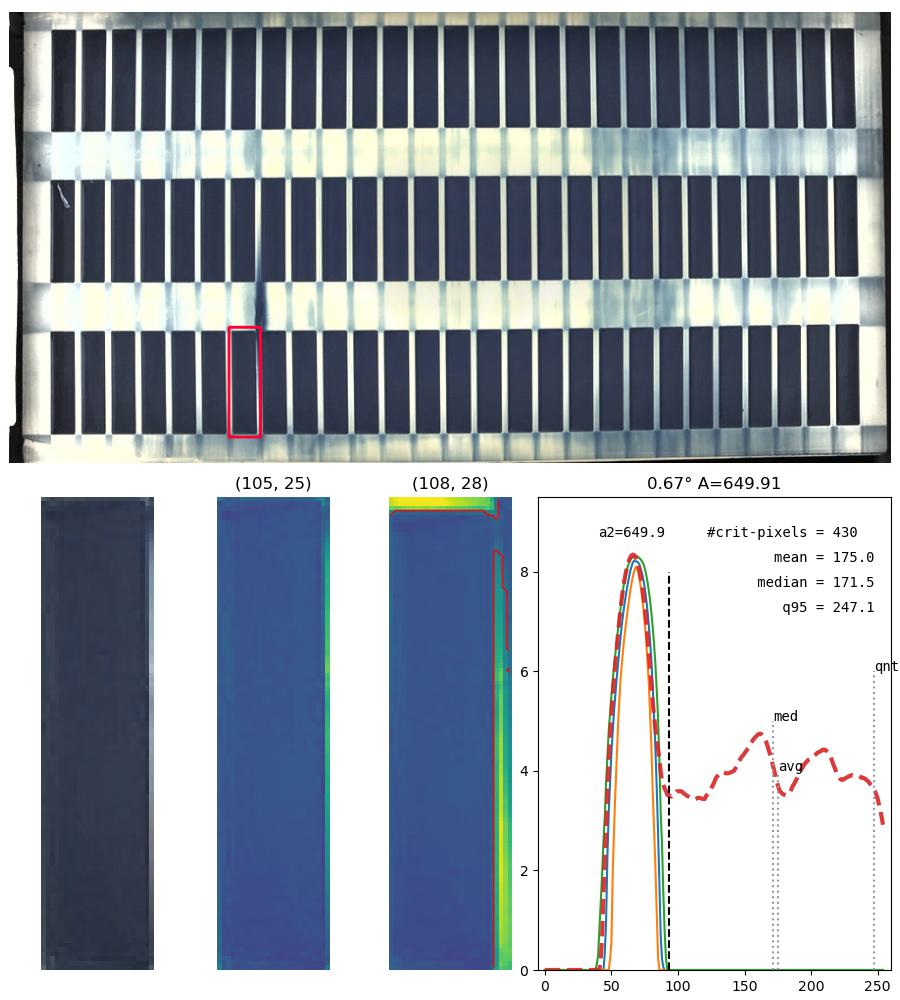 (105, 25)
(108, 28)
0.67° A=649.91
a2=649.9
#crit-pixels = 430
mean = 175.0
median = 171.5
q95 = 247.1
qnt
med
avg
8
6
4
2
0
0 50 100 150 200 250